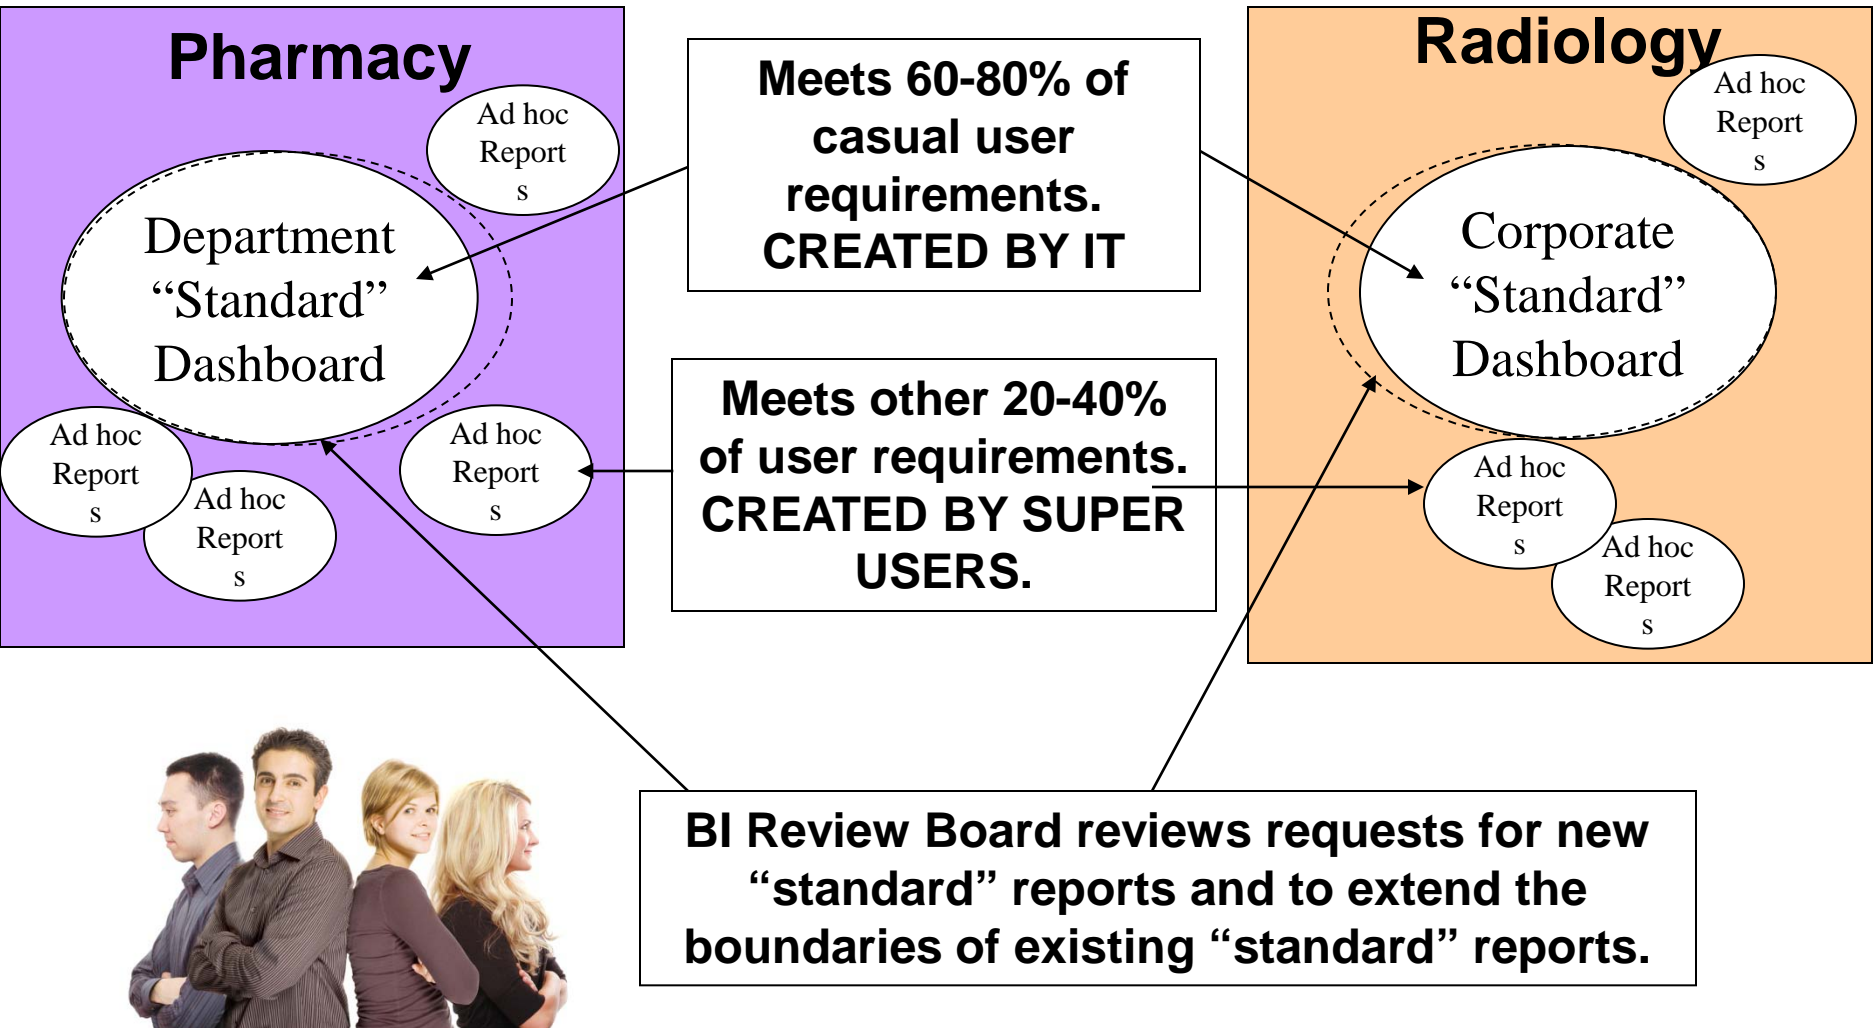 Pharmacy
Ad hoc
Report
s
Department
“Standard”
Dashboard
Ad hoc
Report
s
Ad hoc
Report
s
Ad hoc
Report
s
Meets 60-80% of
casual user
requirements.
CREATED BY IT
Meets other 20-40%
of user requirements.
CREATED BY SUPER
USERS.
Radiology
Ad hoc
Report
s
Corporate
“Standard”
Dashboard
Ad hoc
Report
s
Ad hoc
Report
s
BI Review Board reviews requests for new
“standard” reports and to extend the
boundaries of existing “standard” reports.